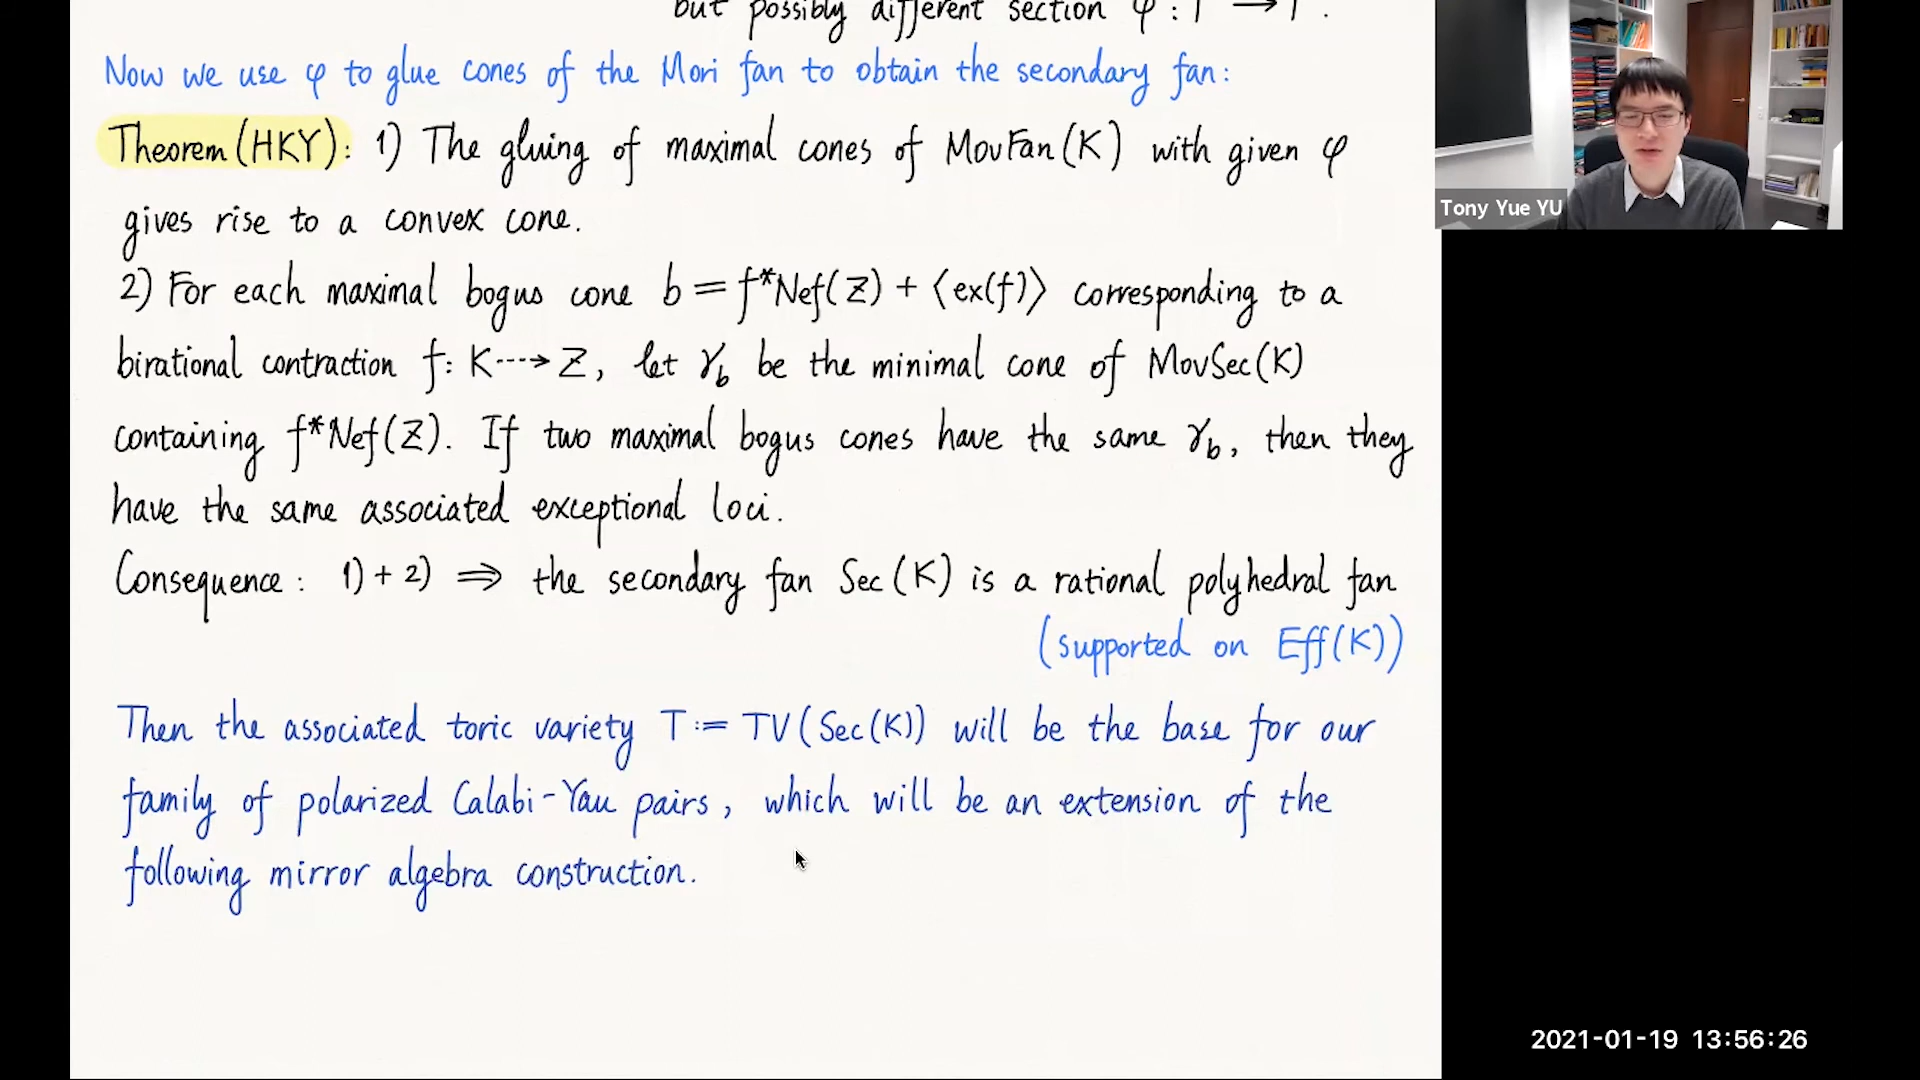 but possibly different section φ : Γ → Γ .
Now we use φ to glue cones of the Mori fan to obtain the secondary fan:
Theorem (HKY): 1) The gluing of maximal cones of MovFan(K) with given φ
gives rise to a convex cone.
2) For each maximal bogus cone b = f*Nef(Z) + ⟨ex(f)⟩ corresponding to a
birational contraction f: K ⇢ Z, let γ_b be the minimal cone of MovSec(K)
containing f*Nef(Z). If two maximal bogus cones have the same γ_b, then they
have the same associated exceptional loci.
Consequence: 1) + 2) ⟹ the secondary fan Sec(K) is a rational polyhedral fan
(supported on Eff(K))
Then the associated toric variety T := TV(Sec(K)) will be the base for our
family of polarized Calabi-Yau pairs, which will be an extension of the
following mirror algebra construction.
Tony Yue YU
2021-01-19 13:56:26